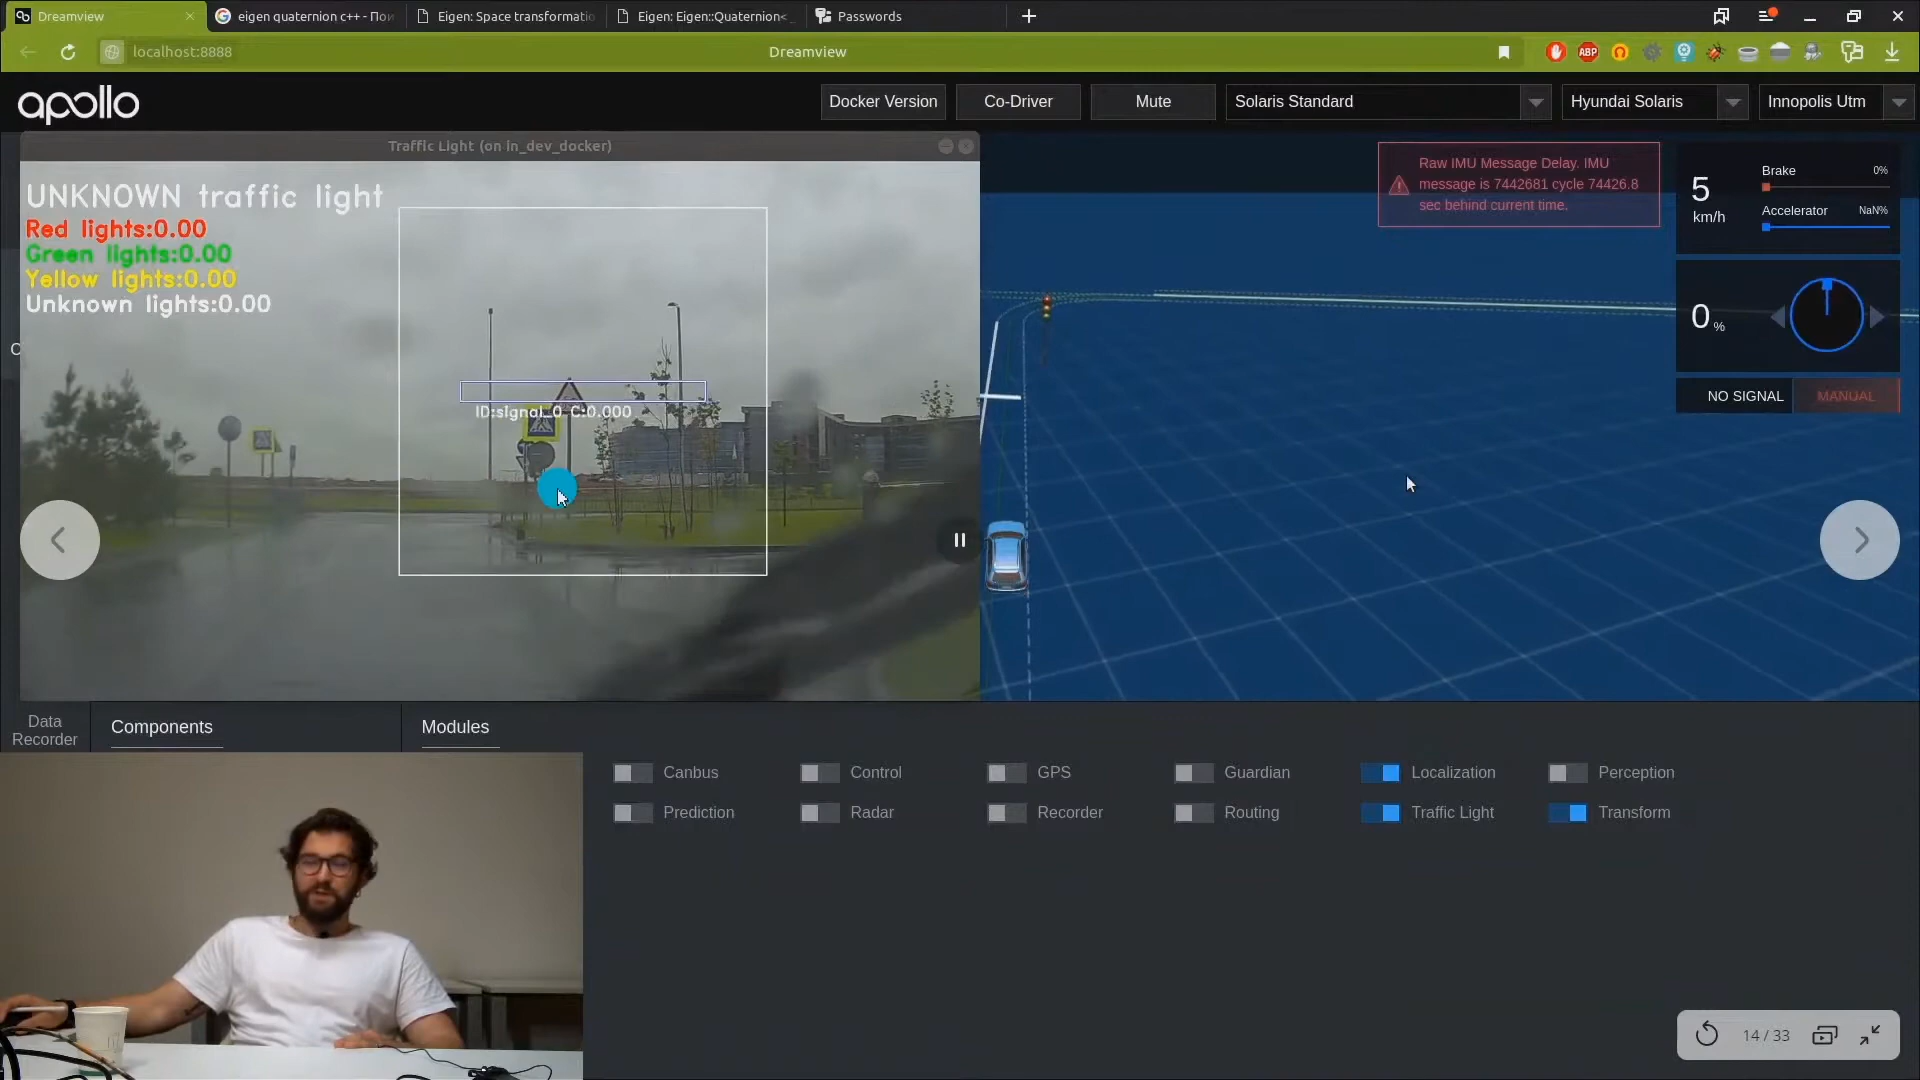 Dreamview
eigen quaternion c++ - Пои
Eigen: Space transformatio
Eigen: Eigen::Quaternion<
Passwords
localhost:8888
Dreamview
ABP
apollo
Docker Version
Co-Driver
Mute
Solaris Standard
Hyundai Solaris
Innopolis Utm
Traffic Light (on in_dev_docker)
UNKNOWN traffic light
Red lights:0.00
Green lights:0.00
Yellow lights:0.00
Unknown lights:0.00
ID:signal_0 C:0.000
Raw IMU Message Delay. IMU
message is 7442681 cycle 74426.8
sec behind current time.
5
km/h
Brake
0%
Accelerator
NaN%
0 %
NO SIGNAL
MANUAL
Data
Recorder
Components
Modules
Canbus
Control
GPS
Guardian
Localization
Perception
Prediction
Radar
Recorder
Routing
Traffic Light
Transform
14 / 33